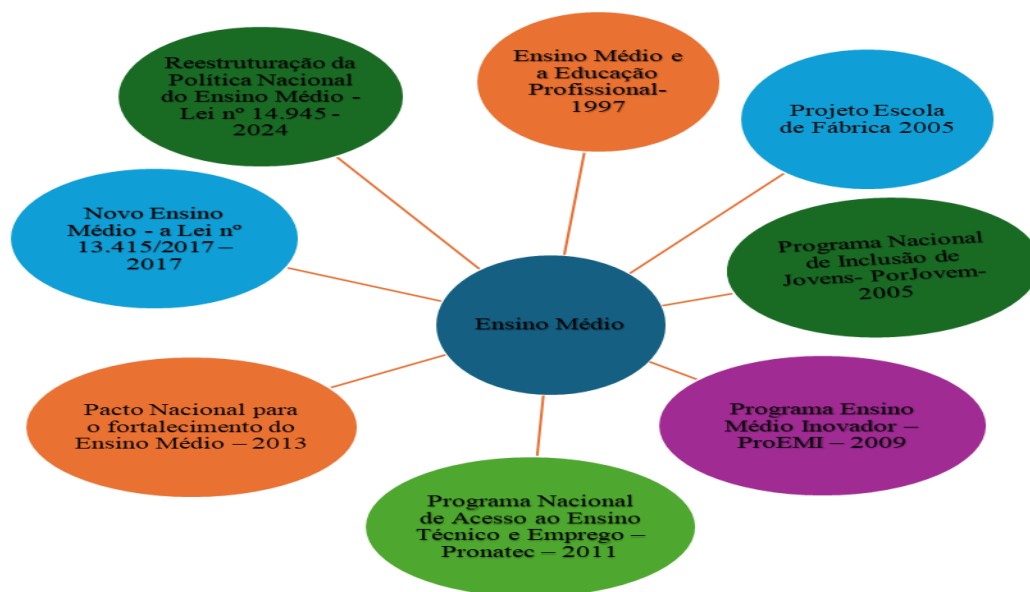 Reestruturação da
Política Nacional
do Ensino Médio -
Lei nº 14.945 -
2024
Ensino Médio e
a Educação
Profissional-
1997
Projeto Escola
de Fábrica 2005
Novo Ensino
Médio - a Lei nº
13.415/2017 –
2017
Programa Nacional
de Inclusão de
Jovens- PorJovem-
2005
Ensino Médio
Pacto Nacional para
o fortalecimento do
Ensino Médio – 2013
Programa Ensino
Médio Inovador –
ProEMI – 2009
Programa Nacional
de Acesso ao Ensino
Técnico e Emprego –
Pronatec – 2011